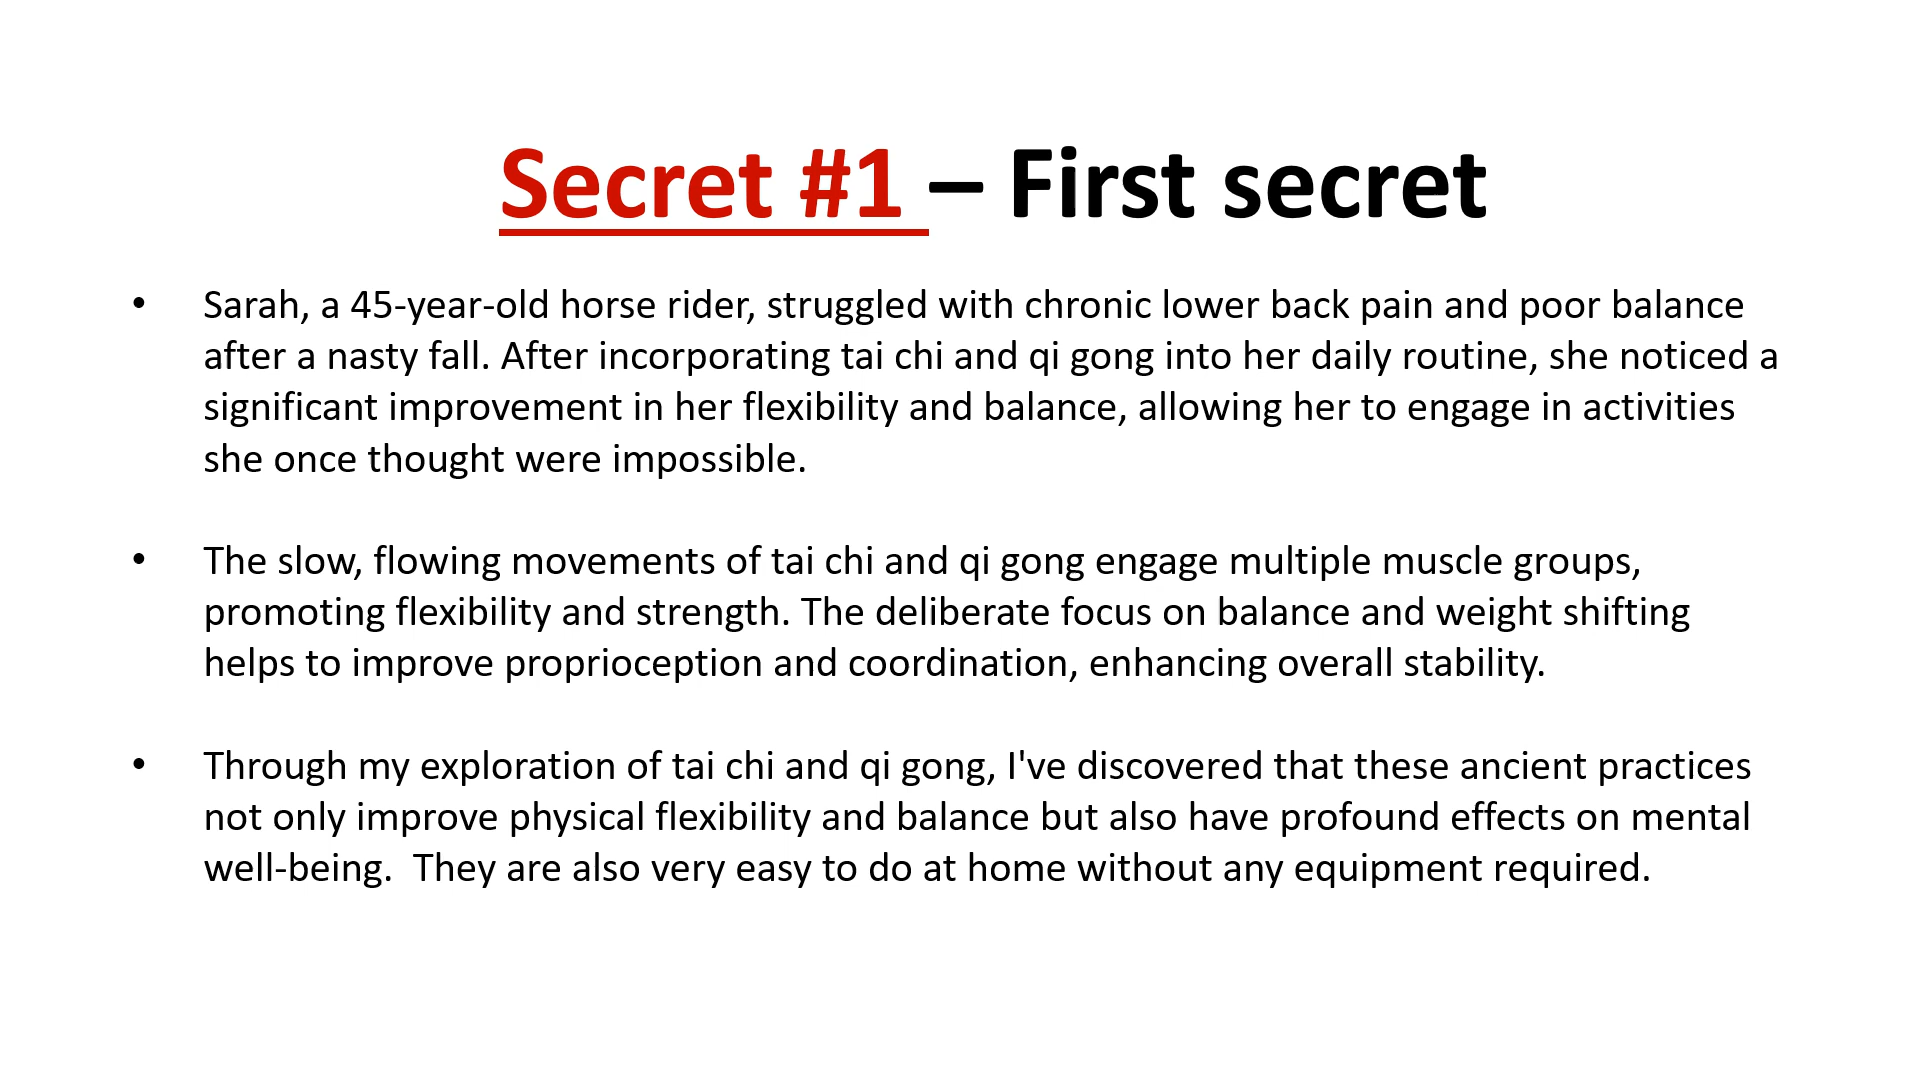 Secret #1 – First secret
• Sarah, a 45-year-old horse rider, struggled with chronic lower back pain and poor balance
after a nasty fall. After incorporating tai chi and qi gong into her daily routine, she noticed a
significant improvement in her flexibility and balance, allowing her to engage in activities
she once thought were impossible.
• The slow, flowing movements of tai chi and qi gong engage multiple muscle groups,
promoting flexibility and strength. The deliberate focus on balance and weight shifting
helps to improve proprioception and coordination, enhancing overall stability.
• Through my exploration of tai chi and qi gong, I've discovered that these ancient practices
not only improve physical flexibility and balance but also have profound effects on mental
well-being.  They are also very easy to do at home without any equipment required.